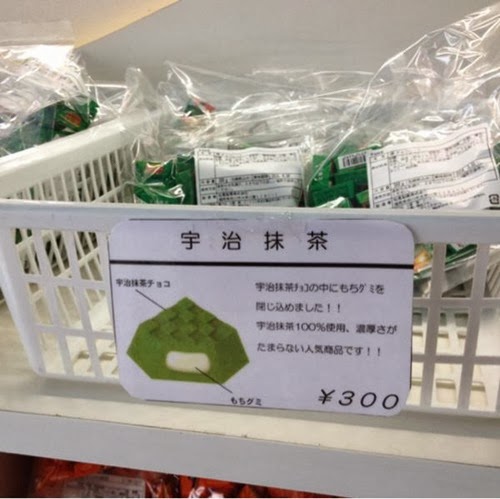 宇治抹茶
宇治抹茶チョコ
もちグミ
宇治抹茶ﾁｮｺの中にもちｸﾞﾐを
閉じ込めました！！
宇治抹茶100％使用、濃厚さが
たまらない人気商品です！！
￥300